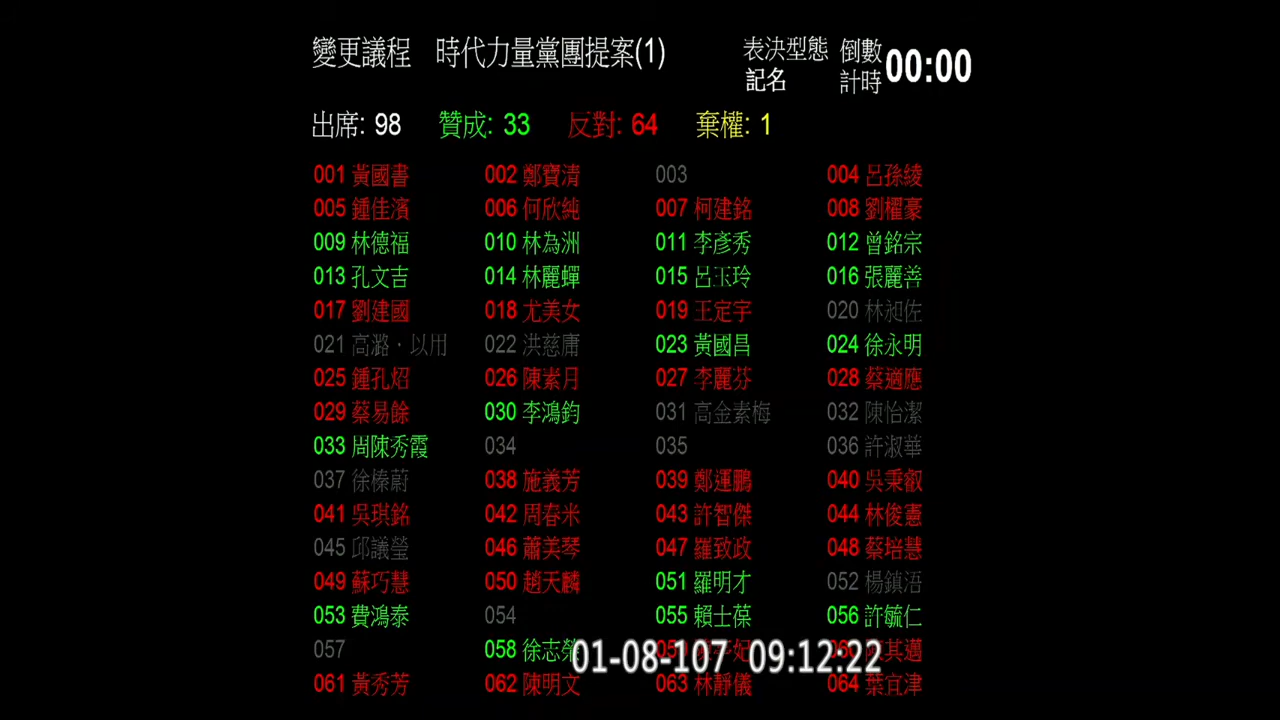 變更議程 時代力量黨團提案(1) 表決型態 記名 倒數計時 00:00
出席: 98 贊成: 33 反對: 64 棄權: 1
001 黃國書 002 鄭寶清 003 004 呂孫綾
005 鍾佳濱 006 何欣純 007 柯建銘 008 劉櫂豪
009 林德福 010 林為洲 011 李彥秀 012 曾銘宗
013 孔文吉 014 林麗蟬 015 呂玉玲 016 張麗善
017 劉建國 018 尤美女 019 王定宇 020 林昶佐
021 高潞．以用 022 洪慈庸 023 黃國昌 024 徐永明
025 鍾孔炤 026 陳素月 027 李麗芬 028 蔡適應
029 蔡易餘 030 李鴻鈞 031 高金素梅 032 陳怡潔
033 周陳秀霞 034 035 036 許淑華
037 徐榛蔚 038 施義芳 039 鄭運鵬 040 吳秉叡
041 吳琪銘 042 周春米 043 許智傑 044 林俊憲
045 邱議瑩 046 蕭美琴 047 羅致政 048 蔡培慧
049 蘇巧慧 050 趙天麟 051 羅明才 052 楊鎮浯
053 費鴻泰 054 055 賴士葆 056 許毓仁
057 058 徐志榮 059 060 其邁
01-08-107 09:12:22
061 黃秀芳 062 陳明文 063 林靜儀 064 葉宜津